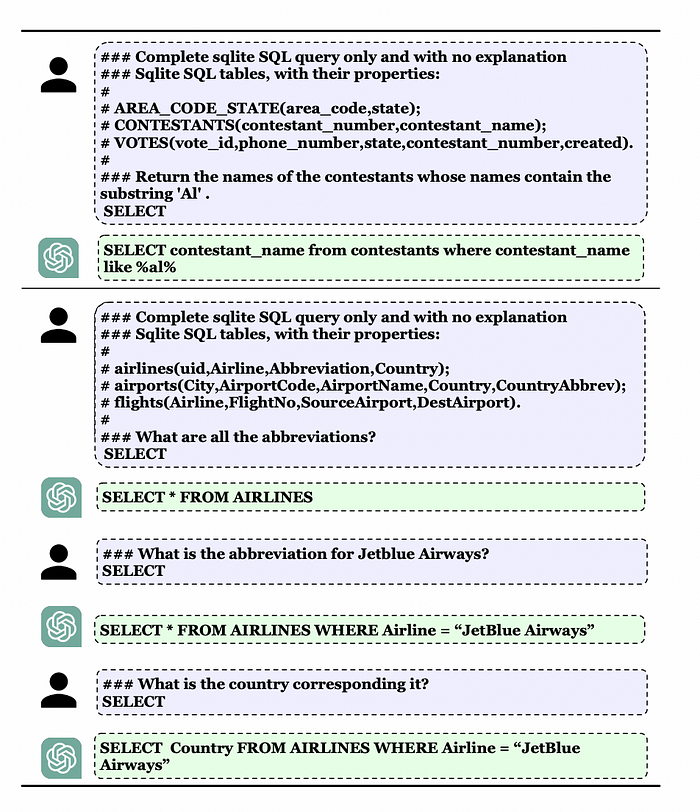 ### Complete sqlite SQL query only and with no explanation
### Sqlite SQL tables, with their properties:
#
# AREA_CODE_STATE(area_code,state);
# CONTESTANTS(contestant_number,contestant_name);
# VOTES(vote_id,phone_number,state,contestant_number,created).
#
### Return the names of the contestants whose names contain the
substring 'Al' .
SELECT
SELECT contestant_name from contestants where contestant_name
like %al%
### Complete sqlite SQL query only and with no explanation
### Sqlite SQL tables, with their properties:
#
# airlines(uid,Airline,Abbreviation,Country);
# airports(City,AirportCode,AirportName,Country,CountryAbbrev);
# flights(Airline,FlightNo,SourceAirport,DestAirport).
#
### What are all the abbreviations?
SELECT
SELECT * FROM AIRLINES
### What is the abbreviation for Jetblue Airways?
SELECT
SELECT * FROM AIRLINES WHERE Airline = “JetBlue Airways”
### What is the country corresponding it?
SELECT
SELECT Country FROM AIRLINES WHERE Airline = “JetBlue
Airways”